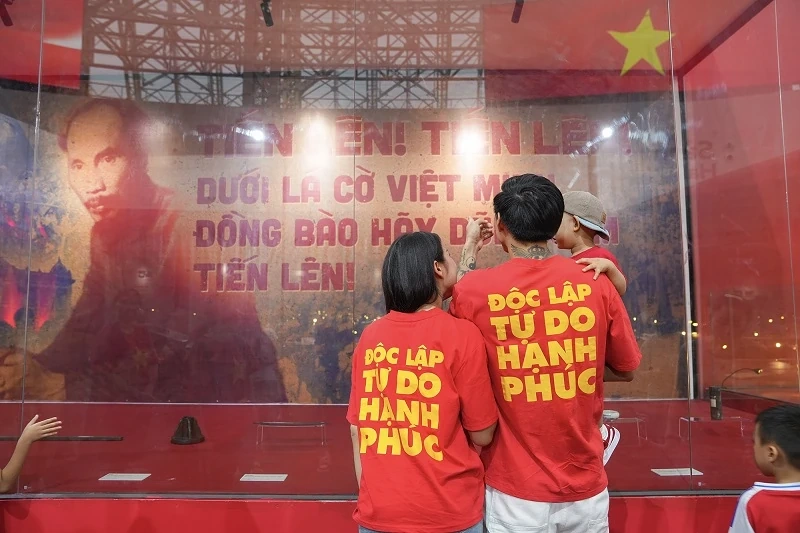 TIẾN LÊN! TIẾN LÊN!
DƯỚI LÁ CỜ VIỆT
ĐỒNG BÀO HÃY
TIẾN LÊN!
ĐỘC LẬP
TỰ DO
HẠNH
PHÚC
ĐỘC LẬP
TỰ DO
HẠNH
PHÚC